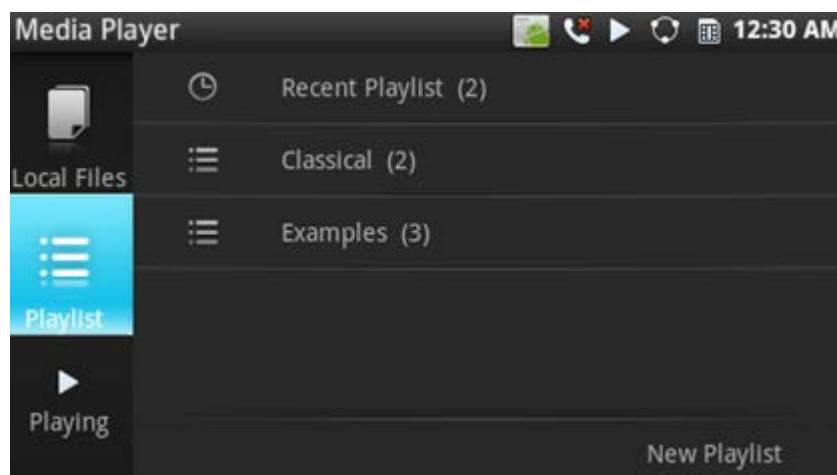 Media Player
12:30 AM
Local Files
Playlist
Playing
Recent Playlist (2)
Classical (2)
Examples (3)
New Playlist